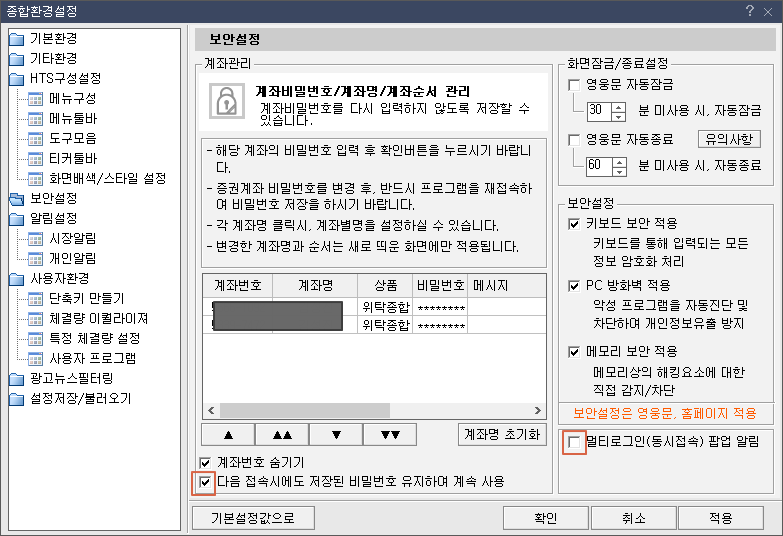 종합환경설정
기본환경
기타환경
HTS구성설정
메뉴구성
메뉴툴바
도구모음
티커툴바
화면배색/스타일 설정
보안설정
알림설정
시장알림
개인알림
사용자환경
단축키 만들기
체결량 이퀄라이져
특정 체결량 설정
사용자 프로그램
광고뉴스필터링
설정저장/불러오기
보안설정
계좌관리
계좌비밀번호/계좌명/계좌순서 관리
계좌비밀번호를 다시 입력하지 않도록 저장할 수
있습니다.
- 해당 계좌의 비밀번호 입력 후 확인버튼을 누르시기 바랍니
다.
- 증권계좌 비밀번호를 변경 후, 반드시 프로그램을 재접속하
여 비밀번호 저장을 하시기 바랍니다.
- 각 계좌명 클릭시, 계좌별명을 설정하실 수 있습니다.
- 변경한 계좌명과 순서는 새로 띄운 화면에만 적용됩니다.
계좌번호 계좌명 상품 비밀번호 메시지
위탁종합 ********
위탁종합 ********
▲ ▲▲ ▼ ▼▼ 계좌명 초기화
계좌번호 숨기기
다음 접속시에도 저장된 비밀번호 유지하며 계속 사용
화면잠금/종료설정
영웅문 자동잠금
30 분 미사용 시, 자동잠금
영웅문 자동종료 유의사항
60 분 미사용 시, 자동종료
보안설정
키보드 보안 적용
키보드를 통해 입력되는 모든
정보 암호화 처리
PC 방화벽 적용
악성 프로그램을 자동진단 및
차단하여 개인정보유출 방지
메모리 보안 적용
메모리상의 해킹요소에 대한
직접 감지/차단
보안설정은 영웅문, 홈페이지 적용
멀티로그인(동시접속) 팝업 알림
기본설정값으로 확인 취소 적용